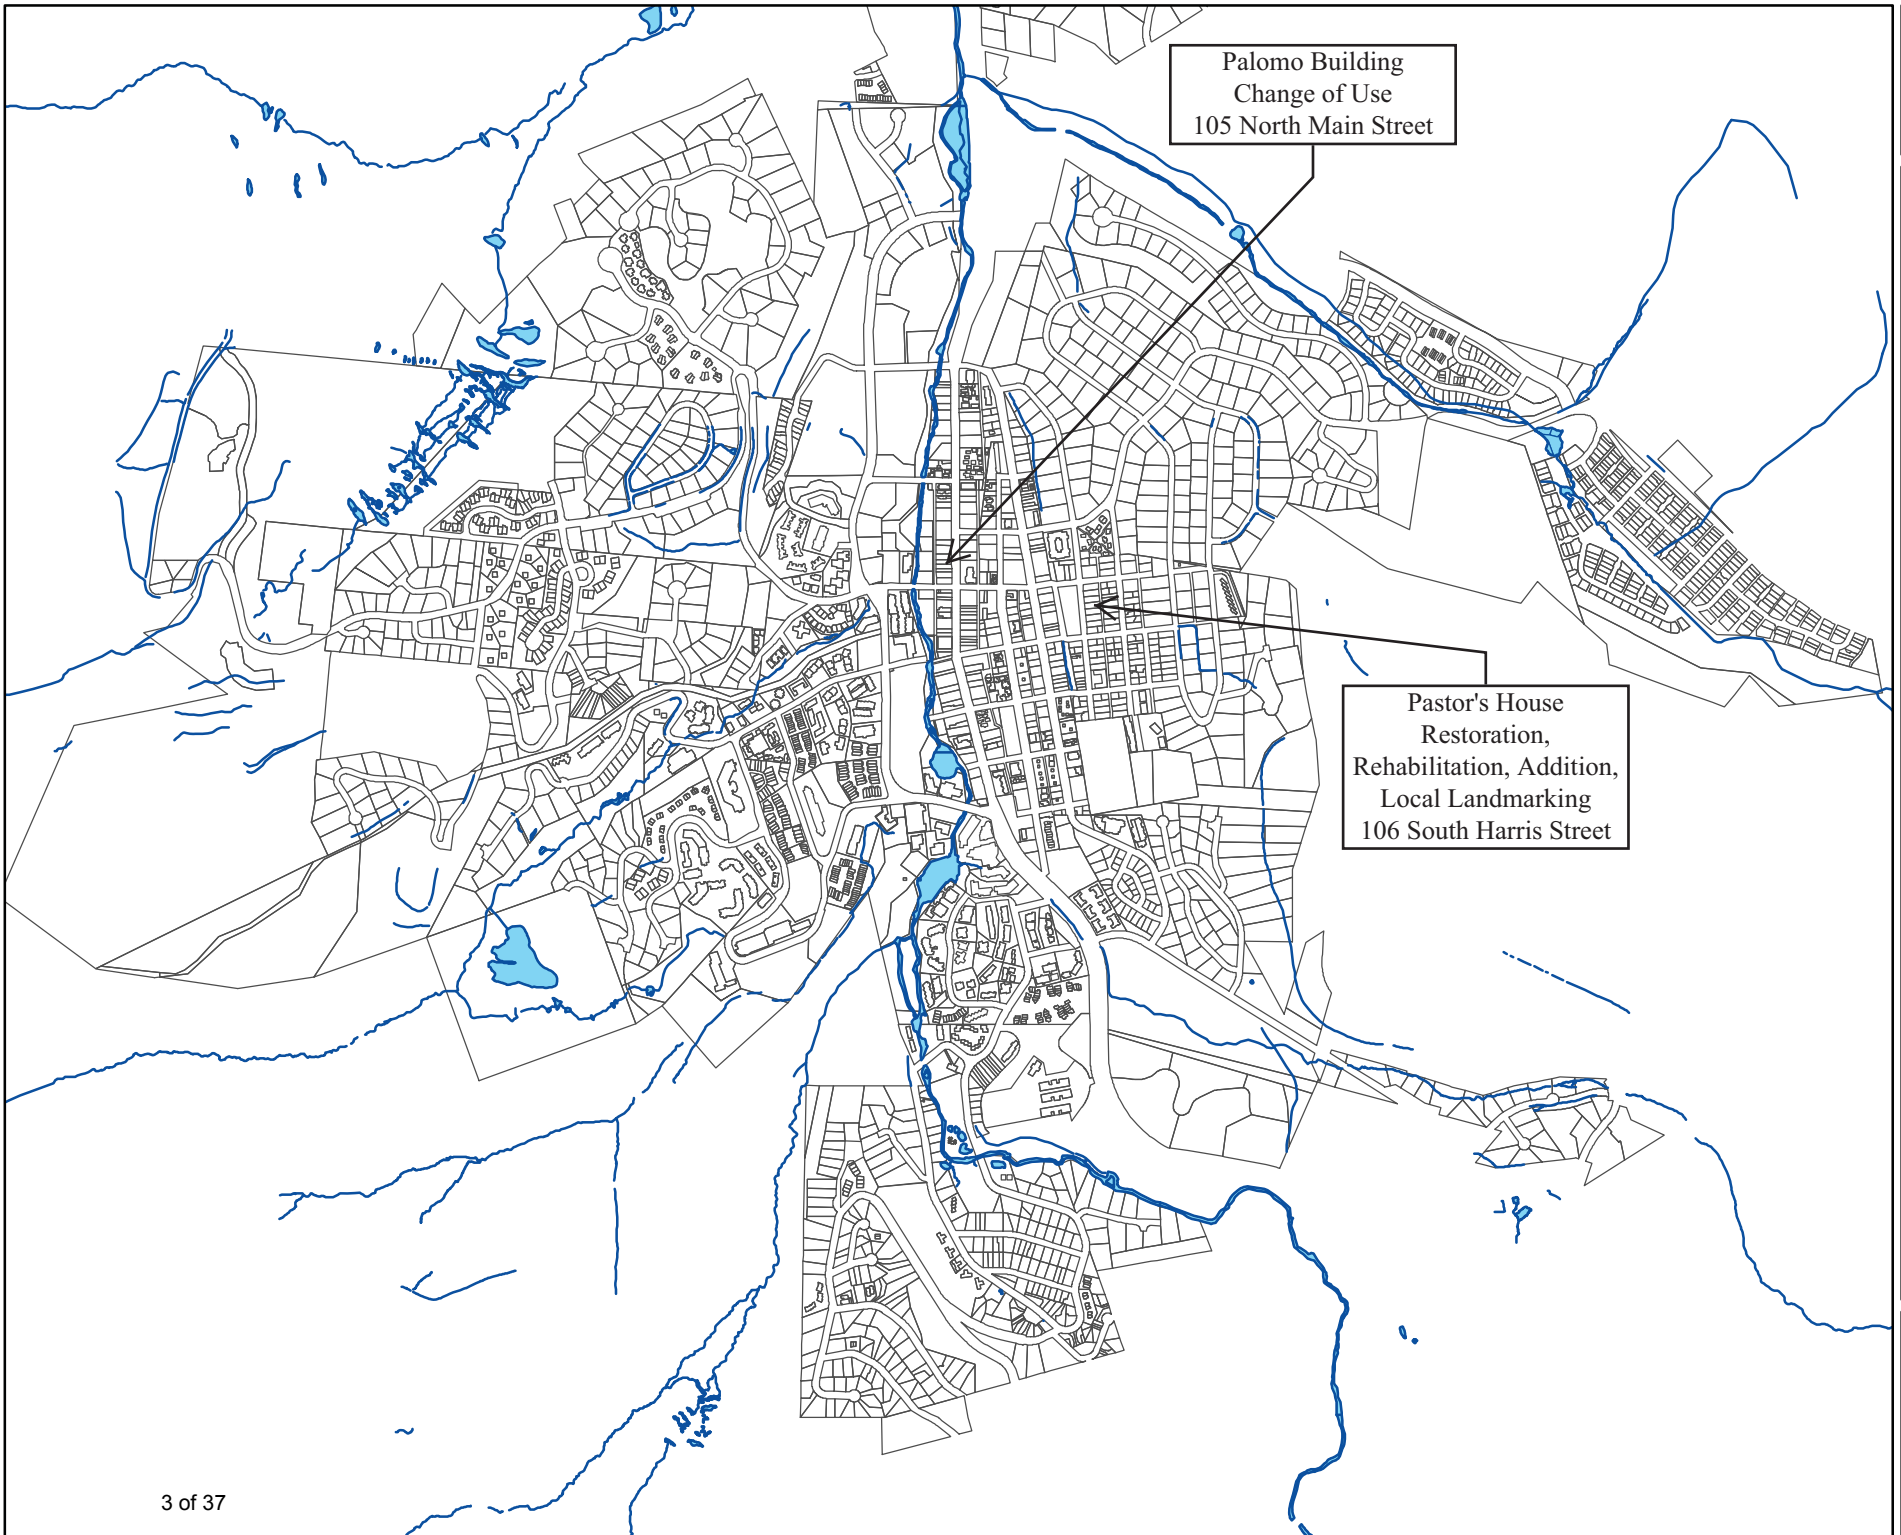 Palomo Building
Change of Use
105 North Main Street
Pastor's House
Restoration,
Rehabilitation, Addition,
Local Landmarking
106 South Harris Street
3 of 37